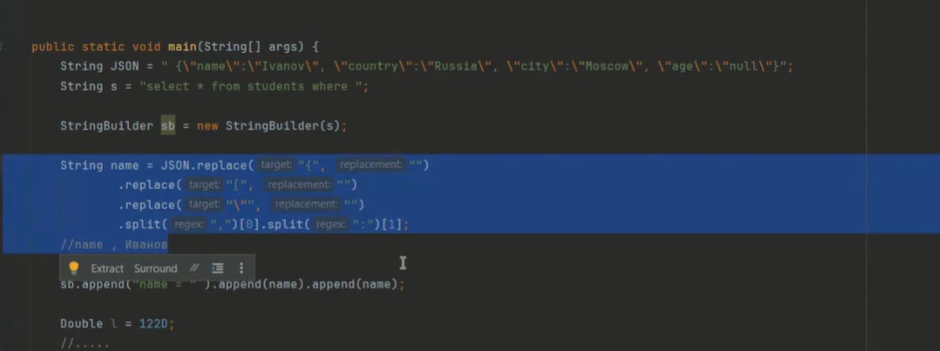 public static void main(String[] args) {
String JSON = " {\"name\":\"Ivanov\", \"country\":\"Russia\", \"city\":\"Moscow\", \"age\":\"null\"}";
String s = "select * from students where ";
StringBuilder sb = new StringBuilder(s);
String name = JSON.replace( target: "{", replacement: "")
.replace( target: "[", replacement: "")
.replace( target: "\"", replacement: "")
.split( regex: ",")[0].split( regex: ":")[1];
//name , Иванов
Extract Surround //
sb.append("name = " ).append(name).append(name);
Double l = 122D;
//.....